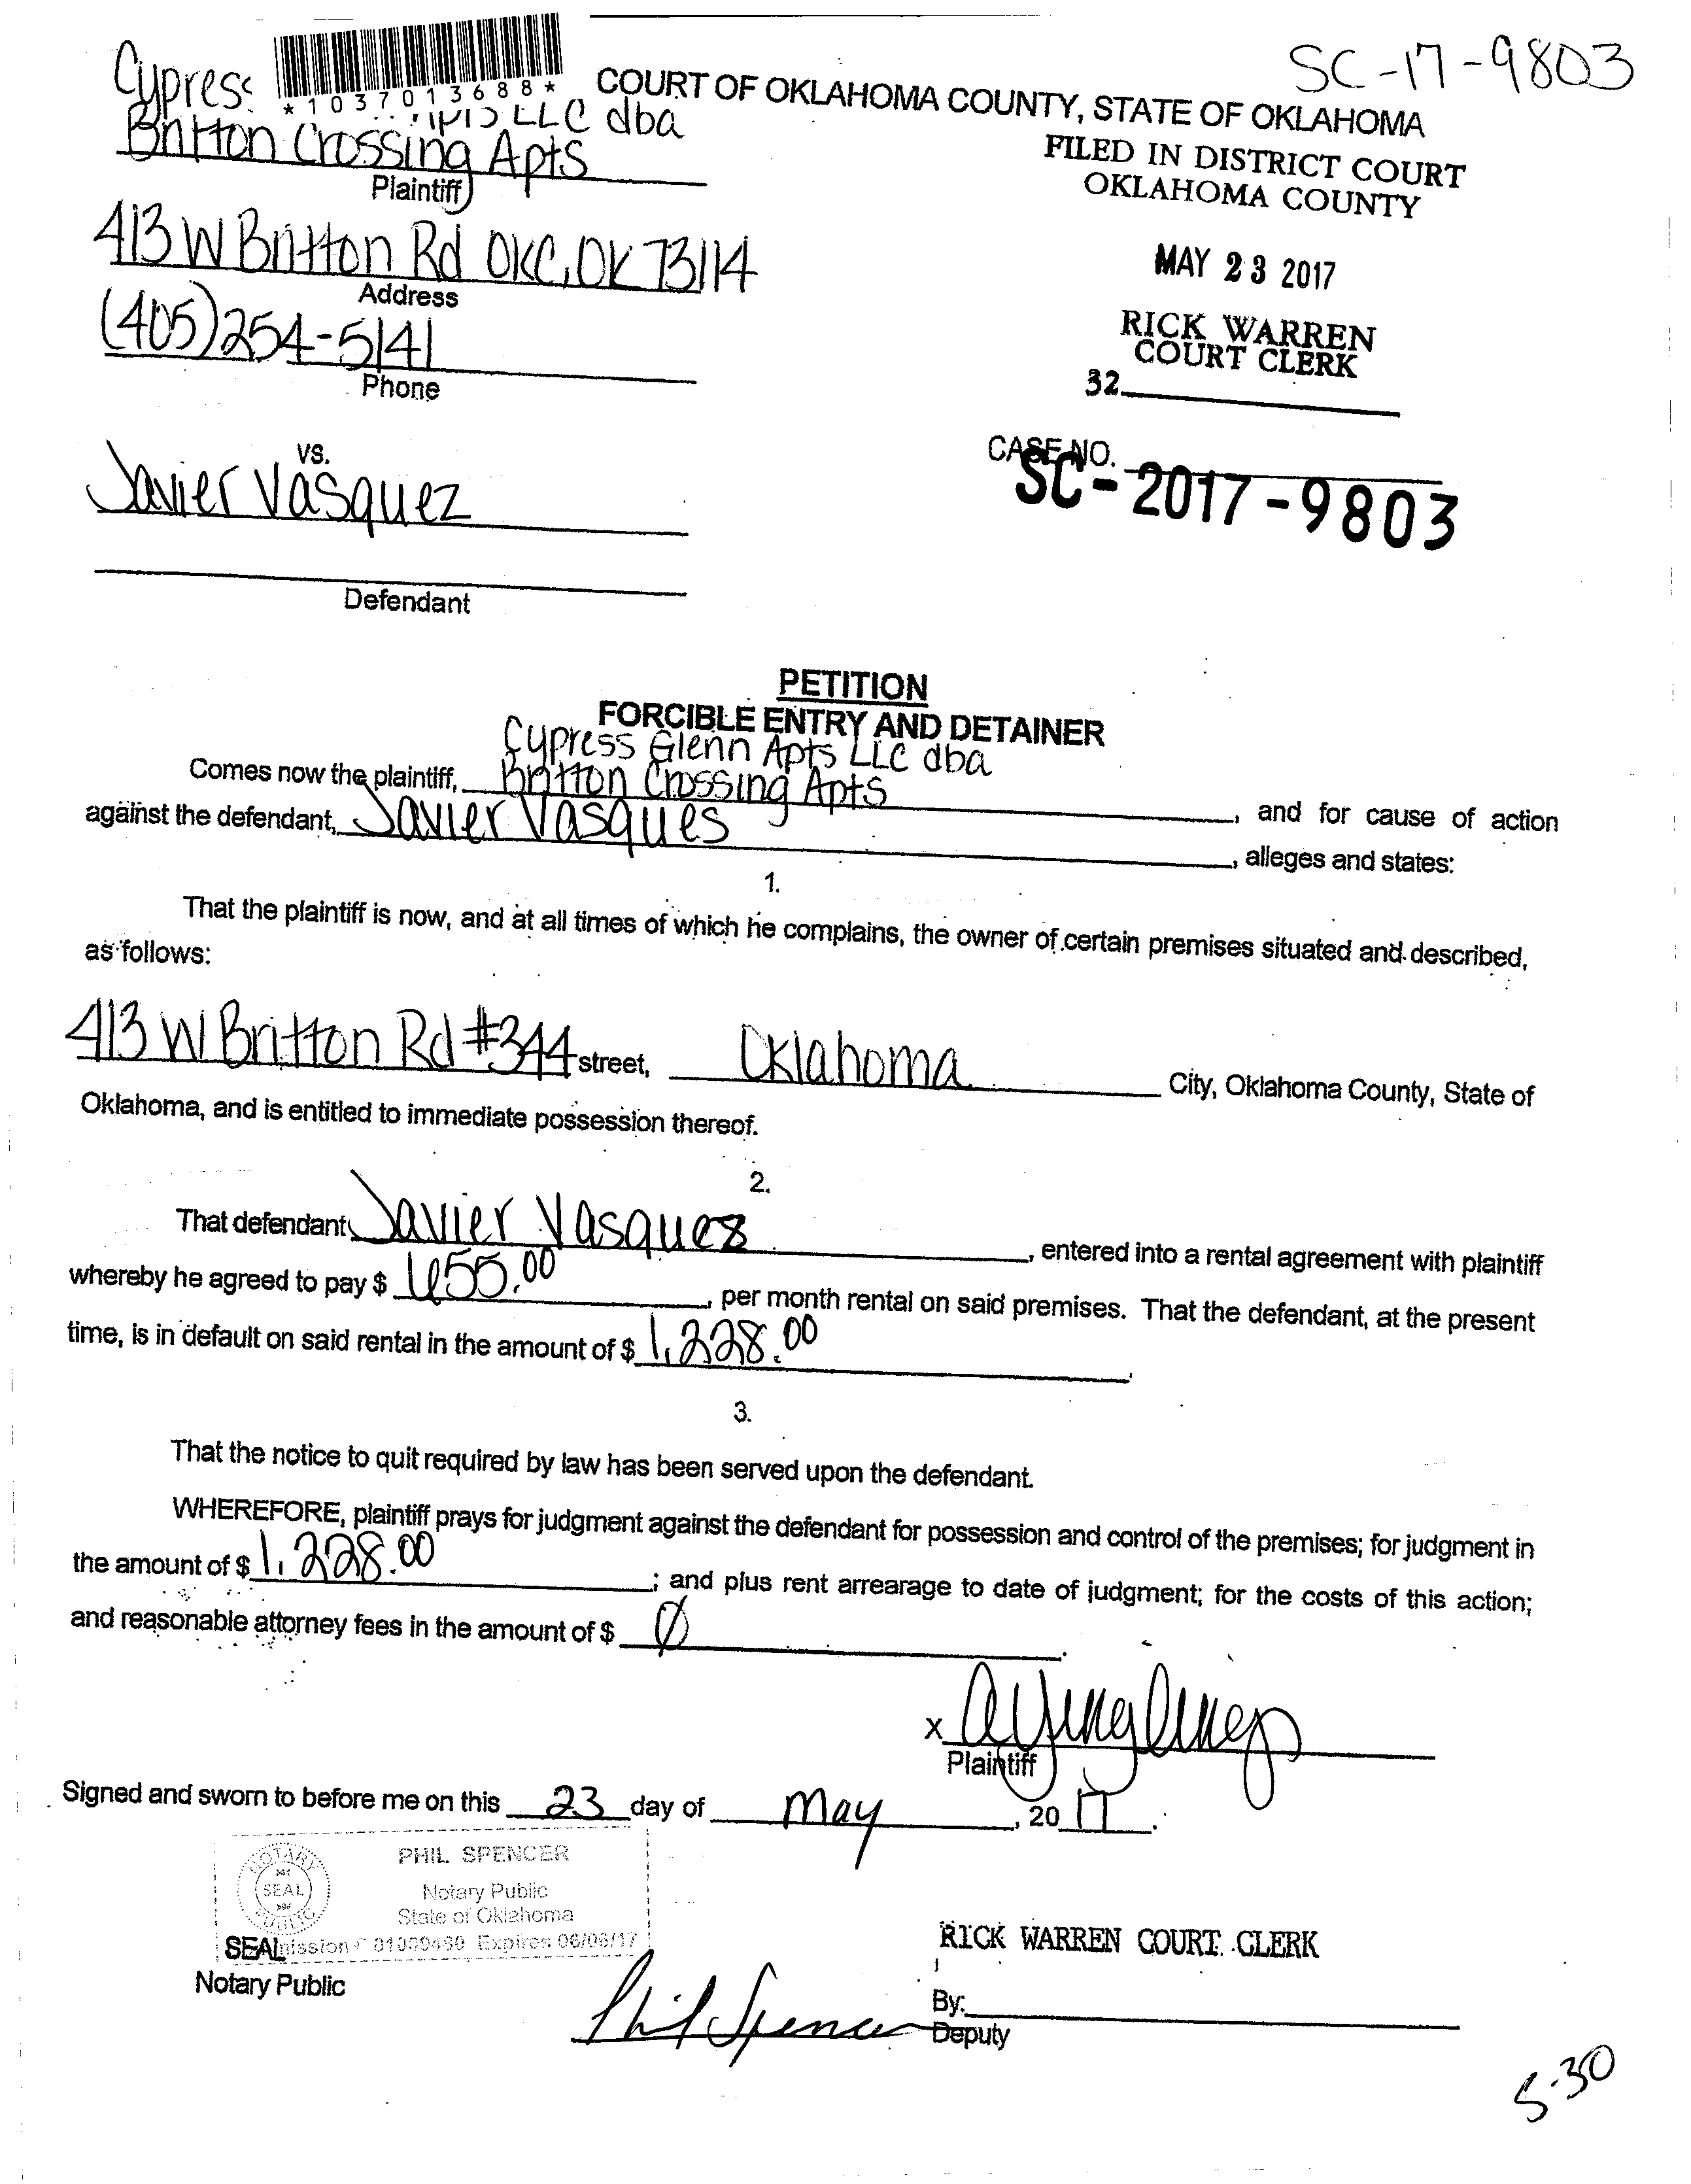 SC-17-9803
Cypress
*1037013688*
LLC dba
Britton Crossing Apts
Plaintiff
COURT OF OKLAHOMA COUNTY, STATE OF OKLAHOMA
FILED IN DISTRICT COURT
OKLAHOMA COUNTY
413 W Britton Rd OKC, OK 73114
Address
MAY 23 2017
(405) 254-5141
Phone
RICK WARREN
COURT CLERK
32
vs.
CASE NO.
SC-2017-9803
Javier Vasquez
Defendant
PETITION
FORCIBLE ENTRY AND DETAINER
Cypress Glenn Apts LLC dba
Comes now the plaintiff, Britton Crossing Apts, and for cause of action
against the defendant, Javier Vasques, alleges and states:
1.
That the plaintiff is now, and at all times of which he complains, the owner of certain premises situated and described,
as follows:
413 W Britton Rd #344 street, Oklahoma City, Oklahoma County, State of
Oklahoma, and is entitled to immediate possession thereof.
2.
That defendant Javier Vasquez, entered into a rental agreement with plaintiff
whereby he agreed to pay $ 655.00, per month rental on said premises. That the defendant, at the present
time, is in default on said rental in the amount of $ 1,228.00.
3.
That the notice to quit required by law has been served upon the defendant.
WHEREFORE, plaintiff prays for judgment against the defendant for possession and control of the premises; for judgment in
the amount of $ 1,228.00; and plus rent arrearage to date of judgment; for the costs of this action;
and reasonable attorney fees in the amount of $ Ø.
x
Plaintiff
Signed and sworn to before me on this 23 day of May, 2017.
NOTARY
SEAL
PUBLIC
PHIL SPENCER
Notary Public
State of Oklahoma
SEAL mission # 01009489 Expires 06/06/17
Notary Public
Phil Spencer
RICK WARREN COURT CLERK
By:
Deputy
5-30